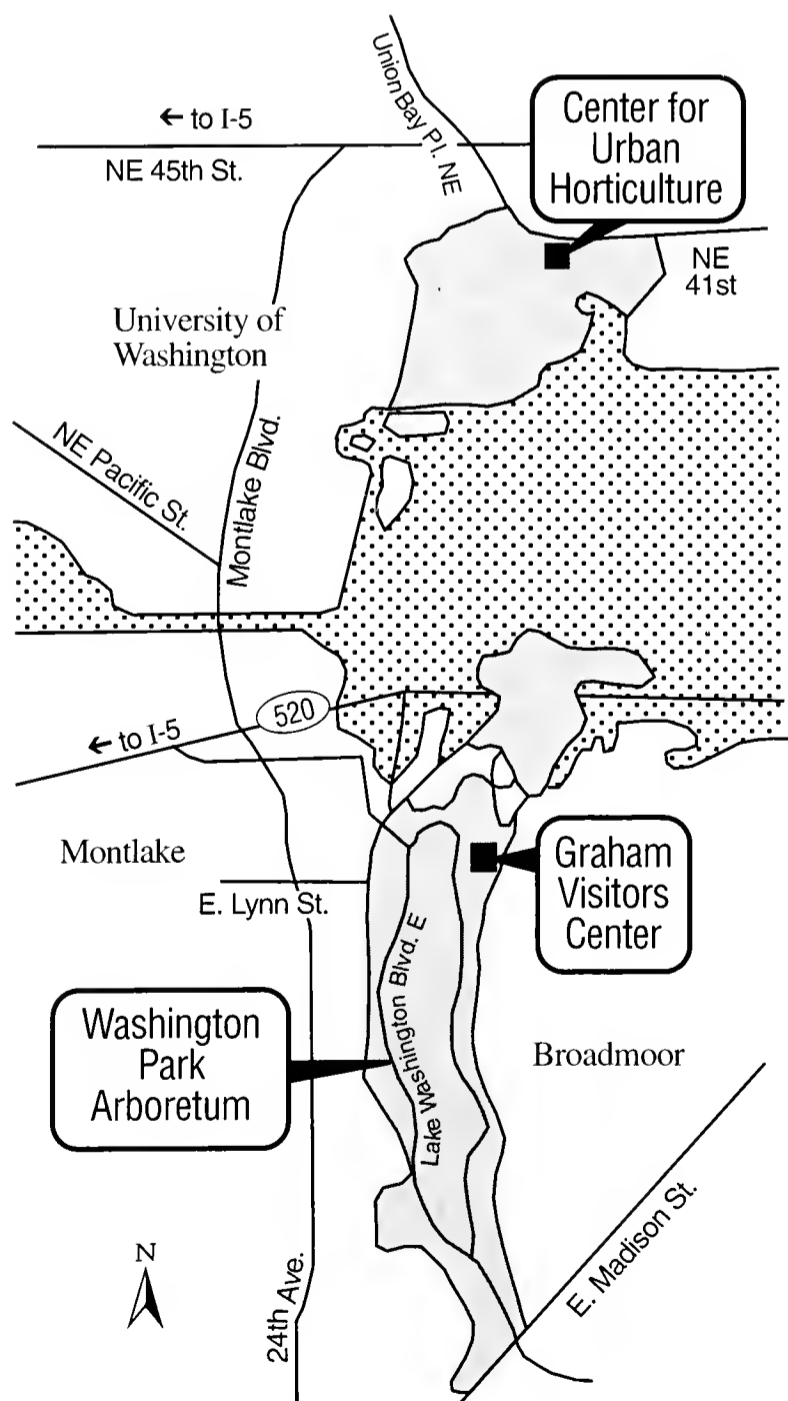 Union Bay Pl. NE
← to I-5
NE 45th St.
Center for
Urban
Horticulture
NE
41st
University of
Washington
NE Pacific St.
Montlake Blvd.
520
← to I-5
Montlake
E. Lynn St.
Graham
Visitors
Center
Lake Washington Blvd. E
Washington
Park
Arboretum
Broadmoor
E. Madison St.
N
24th Ave.